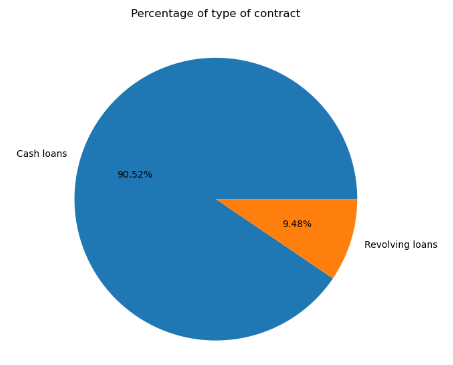 Percentage of type of contract
Cash loans
90.52%
9.48%
Revolving loans